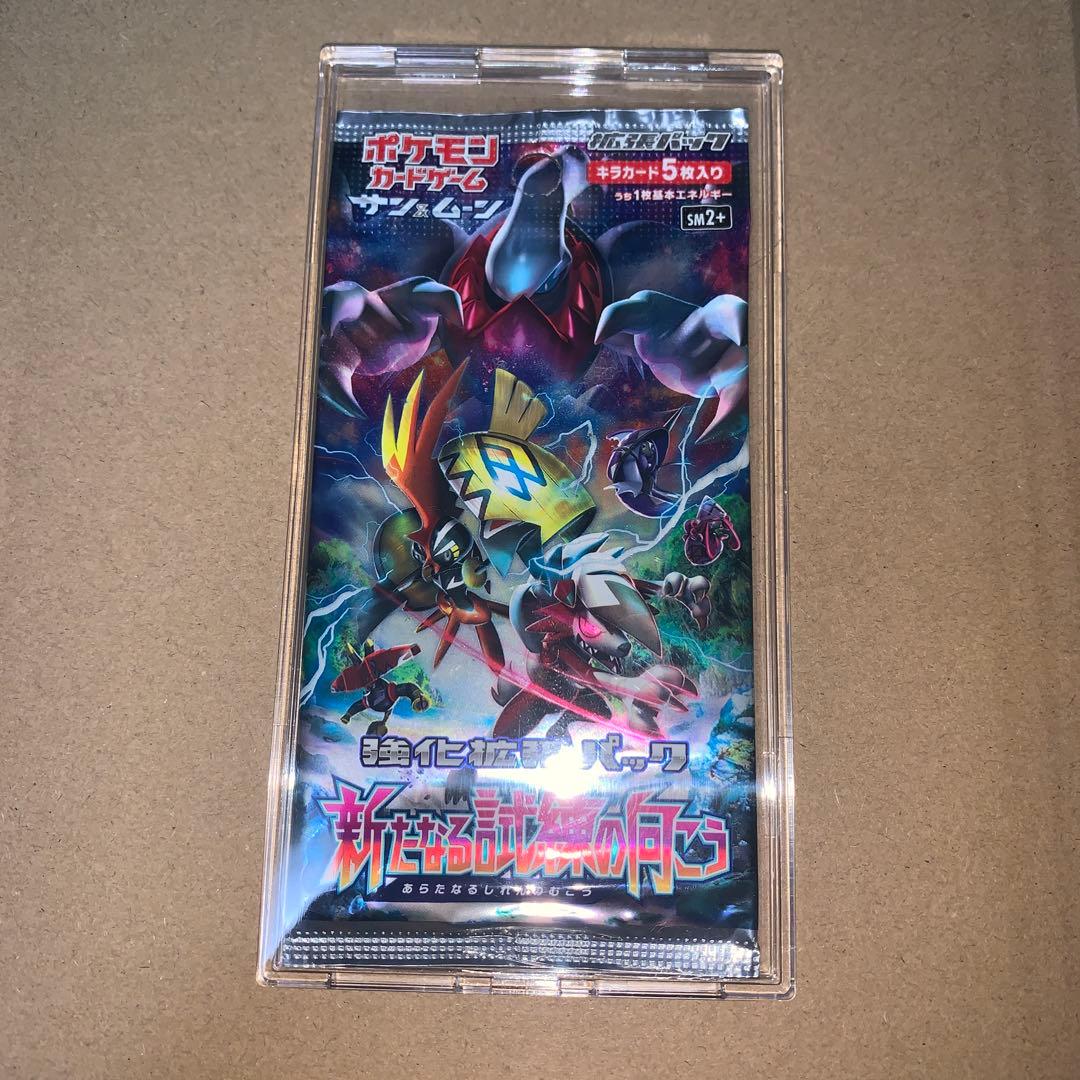 ポケモン
カードゲーム
サン&ムーン
拡張パック
キラカード5枚入り
うち1枚基本エネルギー
SM2+
強化拡張パック
新たなる試練の向こう
あらたなるしれんのむこう